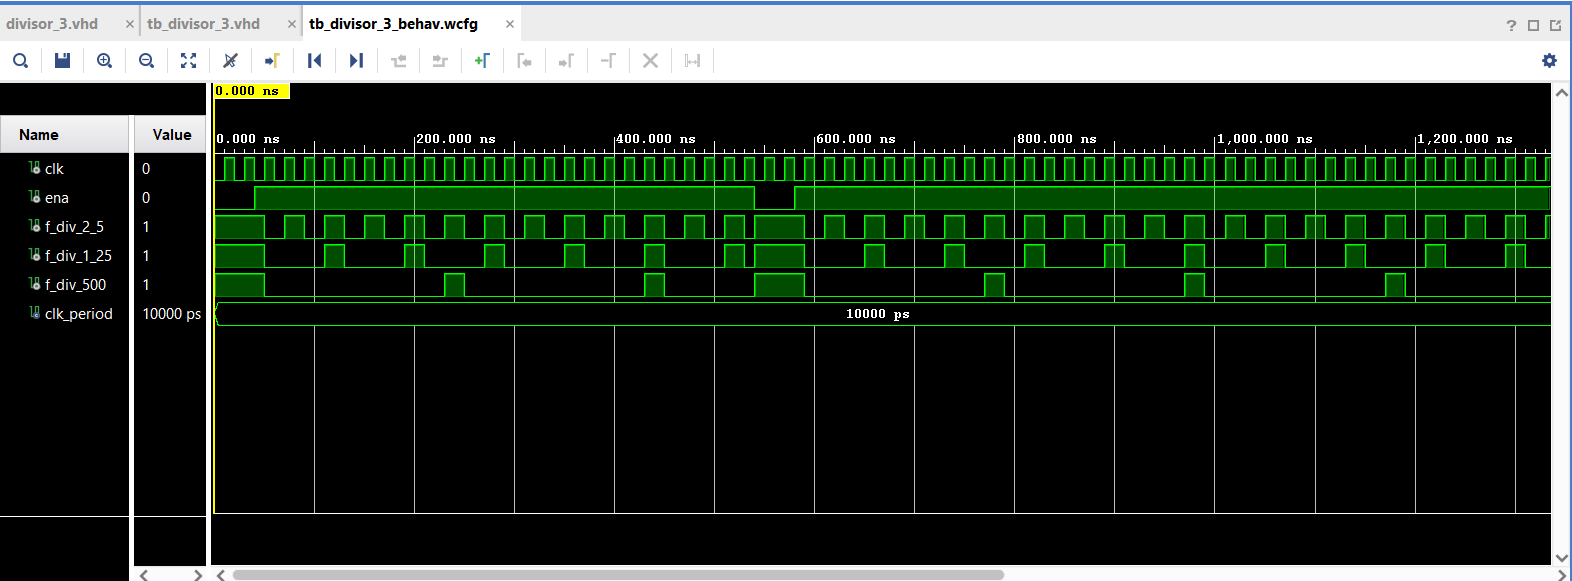 divisor_3.vhd × tb_divisor_3.vhd × tb_divisor_3_behav.wcfg ×
?
0.000 ns
Name Value
0.000 ns 200.000 ns 400.000 ns 600.000 ns 800.000 ns 1,000.000 ns 1,200.000 ns
clk 0
ena 0
f_div_2_5 1
f_div_1_25 1
f_div_500 1
clk_period 10000 ps 10000 ps